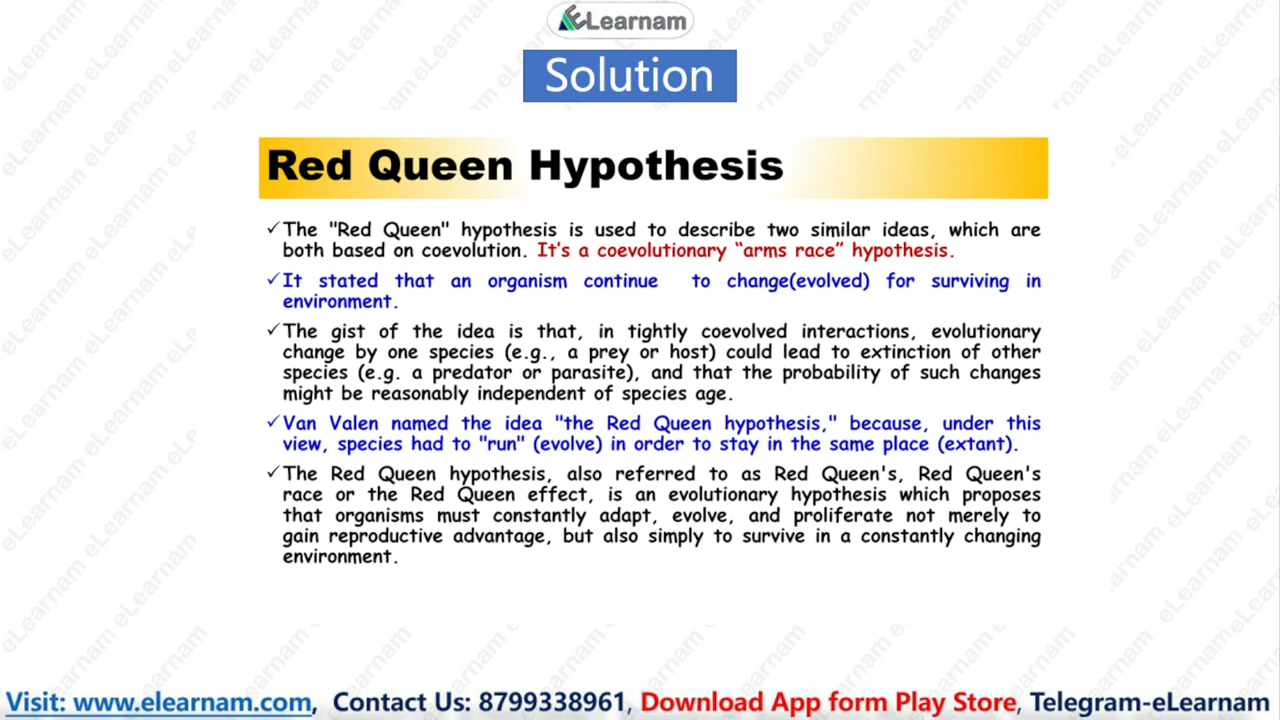 ELearnam
Solution
Red Queen Hypothesis
✓The "Red Queen" hypothesis is used to describe two similar ideas, which are
both based on coevolution. It's a coevolutionary “arms race” hypothesis.
✓It stated that an organism continue to change(evolved) for surviving in
environment.
✓The gist of the idea is that, in tightly coevolved interactions, evolutionary
change by one species (e.g., a prey or host) could lead to extinction of other
species (e.g. a predator or parasite), and that the probability of such changes
might be reasonably independent of species age.
✓Van Valen named the idea "the Red Queen hypothesis," because, under this
view, species had to "run" (evolve) in order to stay in the same place (extant).
✓The Red Queen hypothesis, also referred to as Red Queen's, Red Queen's
race or the Red Queen effect, is an evolutionary hypothesis which proposes
that organisms must constantly adapt, evolve, and proliferate not merely to
gain reproductive advantage, but also simply to survive in a constantly changing
environment.
Visit: www.elearnam.com, Contact Us: 8799338961, Download App form Play Store, Telegram-eLearnam